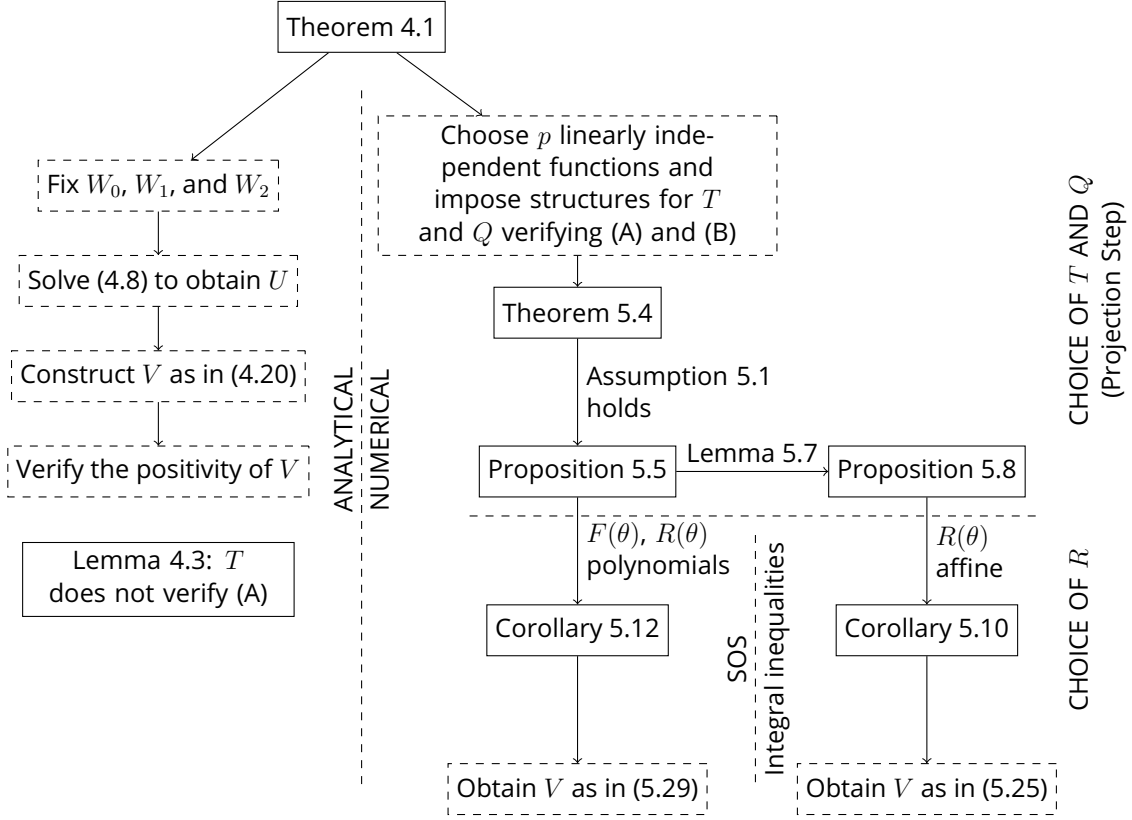 Theorem 4.1
Fix W₀, W₁, and W₂
Solve (4.8) to obtain U
Construct V as in (4.20)
Verify the positivity of V
Lemma 4.3: T
does not verify (A)
ANALYTICAL
NUMERICAL
Choose p linearly inde-
pendent functions and
impose structures for T
and Q verifying (A) and (B)
Theorem 5.4
Assumption 5.1
holds
Proposition 5.5
Lemma 5.7
Proposition 5.8
F(θ), R(θ)
polynomials
R(θ)
affine
Corollary 5.12
SOS
Integral inequalities
Corollary 5.10
Obtain V as in (5.29)
Obtain V as in (5.25)
CHOICE OF T AND Q
(Projection Step)
CHOICE OF R